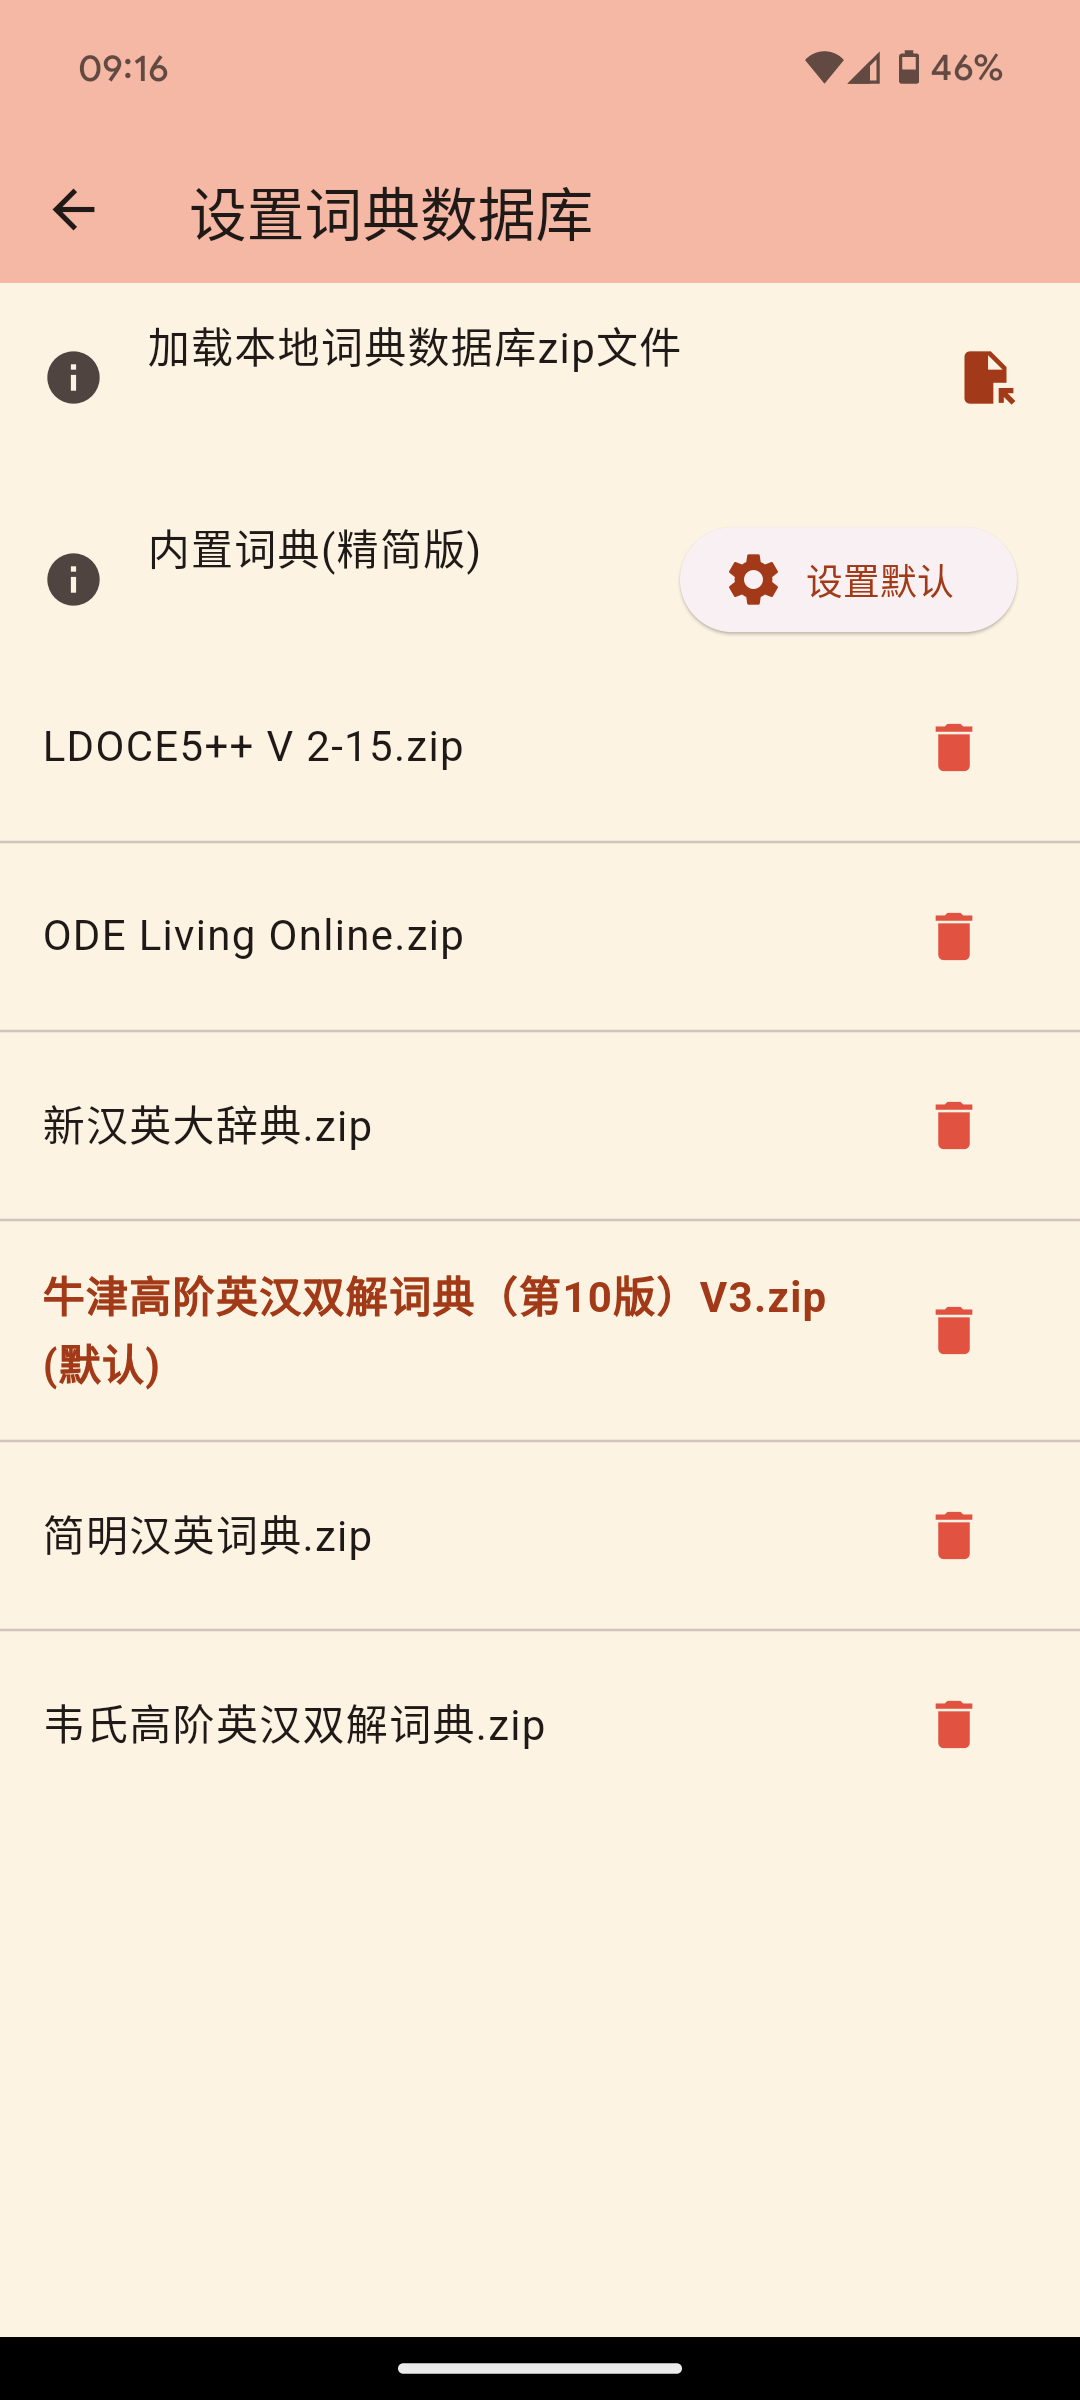 09:16
46%
设置词典数据库
加载本地词典数据库zip文件
内置词典(精简版)
设置默认
LDOCE5++ V 2-15.zip
ODE Living Online.zip
新汉英大辞典.zip
牛津高阶英汉双解词典（第10版）V3.zip
(默认)
简明汉英词典.zip
韦氏高阶英汉双解词典.zip